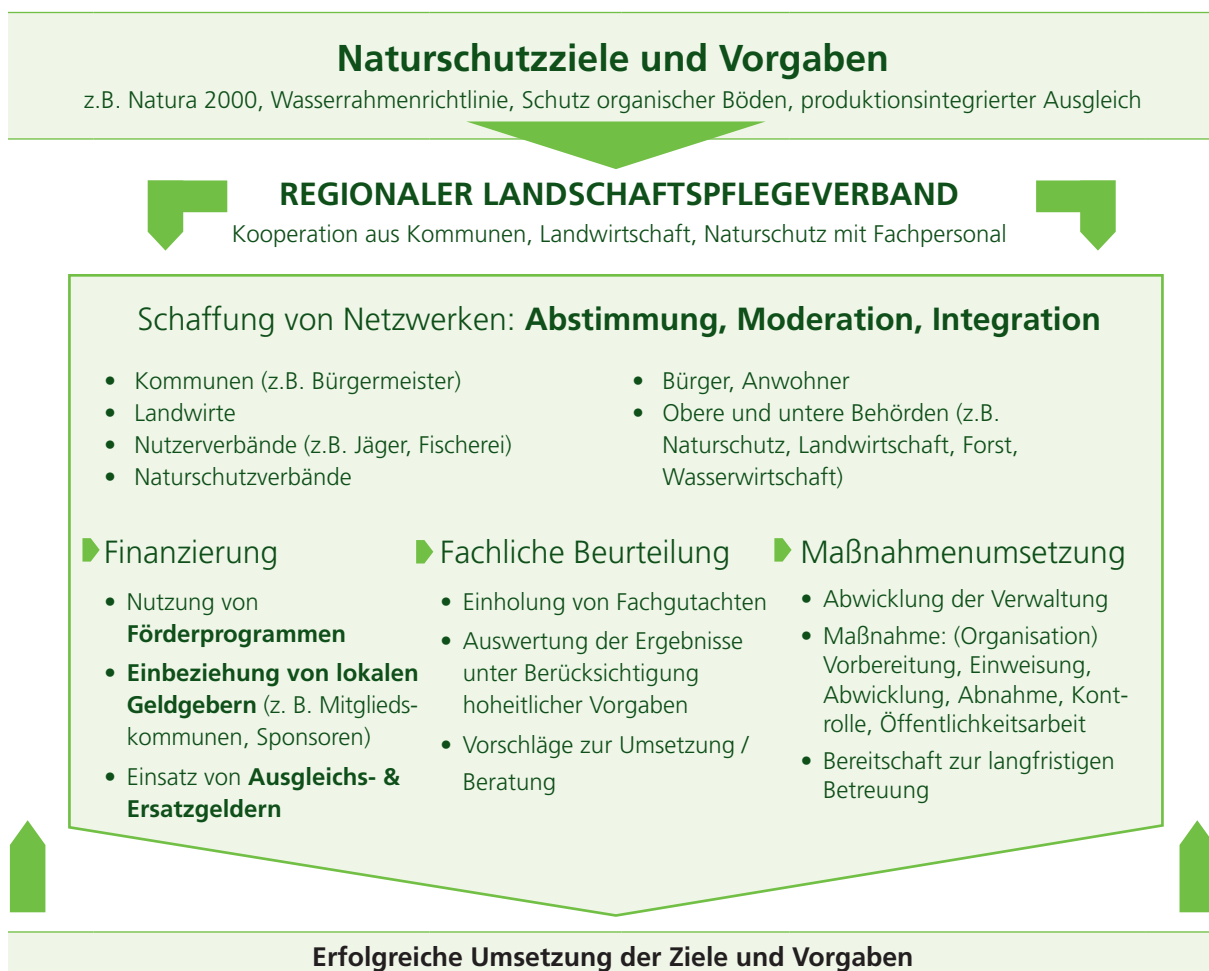 Naturschutzziele und Vorgaben
z.B. Natura 2000, Wasserrahmenrichtlinie, Schutz organischer Böden, produktionsintegrierter Ausgleich
REGIONALER LANDSCHAFTSPFLEGEVERBAND
Kooperation aus Kommunen, Landwirtschaft, Naturschutz mit Fachpersonal
Schaffung von Netzwerken: Abstimmung, Moderation, Integration
• Kommunen (z.B. Bürgermeister)
• Landwirte
• Nutzerverbände (z.B. Jäger, Fischerei)
• Naturschutzverbände
• Bürger, Anwohner
• Obere und untere Behörden (z.B.
Naturschutz, Landwirtschaft, Forst,
Wasserwirtschaft)
Finanzierung
• Nutzung von
Förderprogrammen
• Einbeziehung von lokalen
Geldgebern (z. B. Mitglieds-
kommunen, Sponsoren)
• Einsatz von Ausgleichs- &
Ersatzgeldern
Fachliche Beurteilung
• Einholung von Fachgutachten
• Auswertung der Ergebnisse
unter Berücksichtigung
hoheitlicher Vorgaben
• Vorschläge zur Umsetzung /
Beratung
Maßnahmenumsetzung
• Abwicklung der Verwaltung
• Maßnahme: (Organisation)
Vorbereitung, Einweisung,
Abwicklung, Abnahme, Kont-
rolle, Öffentlichkeitsarbeit
• Bereitschaft zur langfristigen
Betreuung
Erfolgreiche Umsetzung der Ziele und Vorgaben